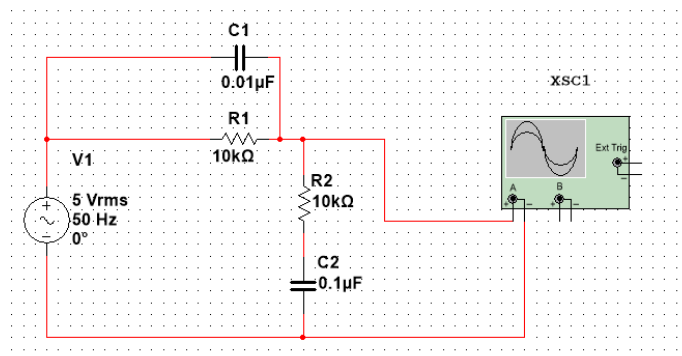 C1
0.01µF
XSC1
R1
10kΩ
Ext Trig
+
–
V1
A
B
+
–
+
–
R2
10kΩ
+
–
5 Vrms
50 Hz
0°
C2
0.1µF